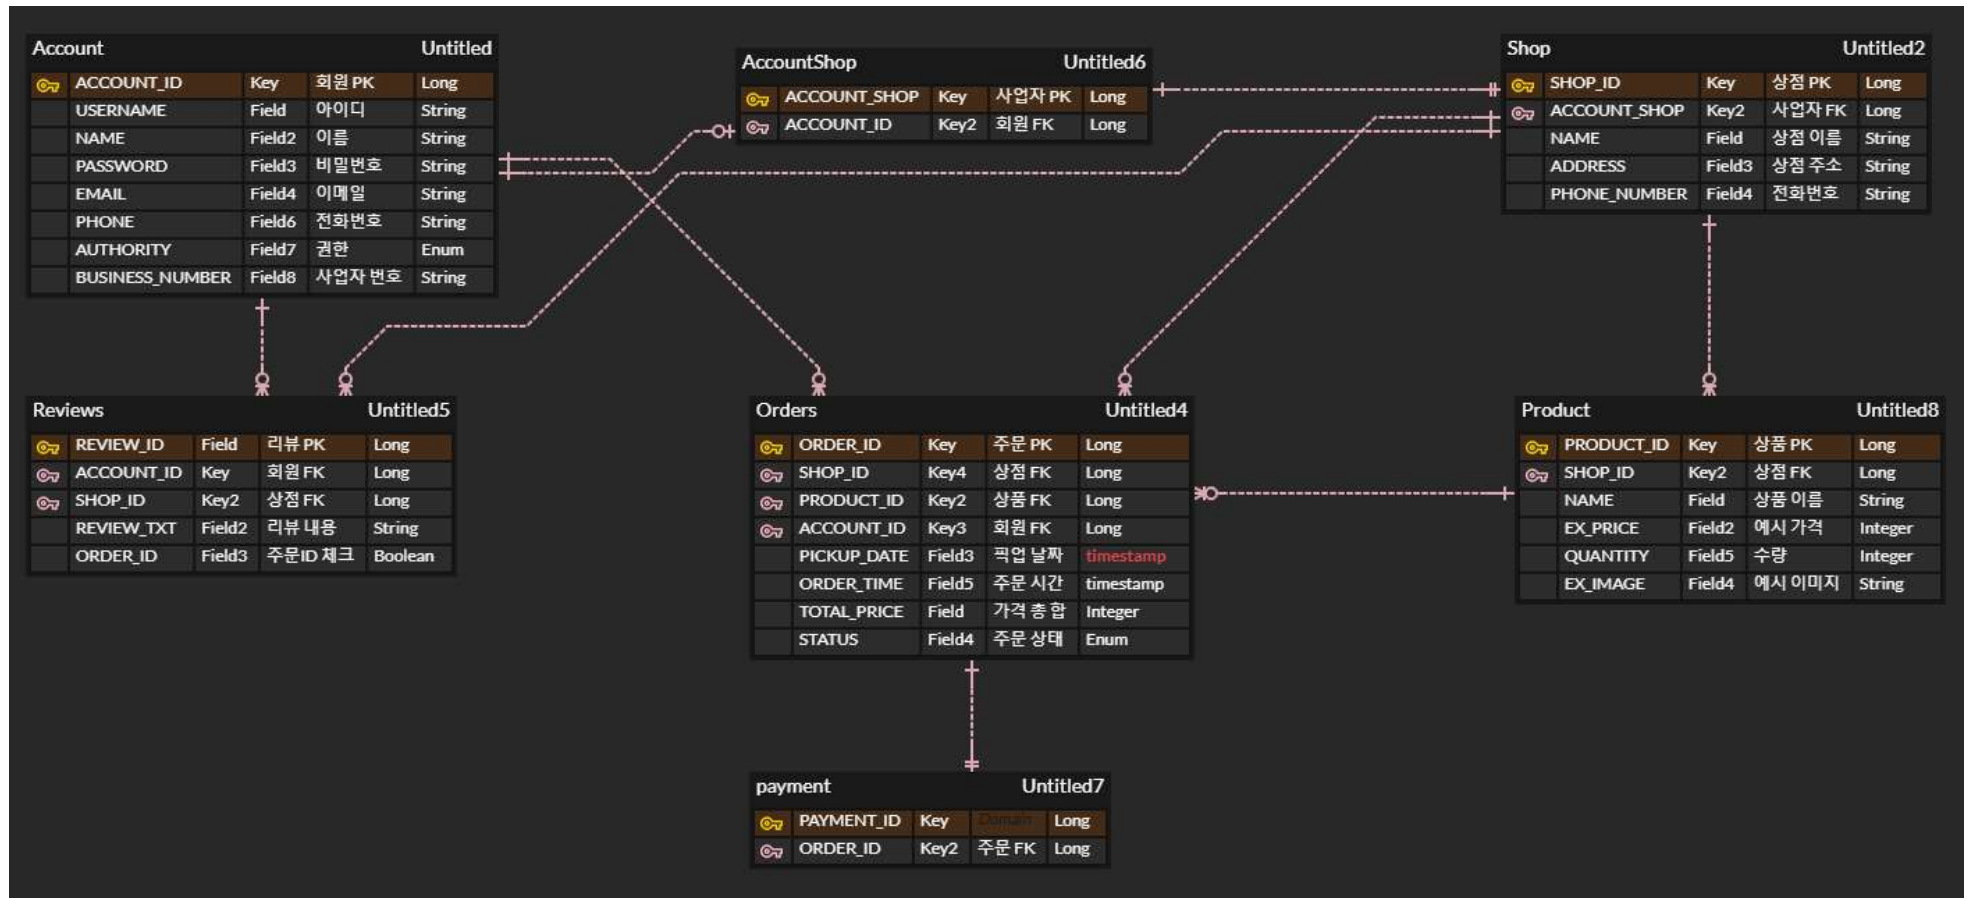 Account Untitled
ACCOUNT_ID Key 회원 PK Long
USERNAME Field 아이디 String
NAME Field2 이름 String
PASSWORD Field3 비밀번호 String
EMAIL Field4 이메일 String
PHONE Field6 전화번호 String
AUTHORITY Field7 권한 Enum
BUSINESS_NUMBER Field8 사업자 번호 String
AccountShop Untitled6
ACCOUNT_SHOP Key 사업자 PK Long
ACCOUNT_ID Key2 회원 FK Long
Shop Untitled2
SHOP_ID Key 상점 PK Long
ACCOUNT_SHOP Key2 사업자 FK Long
NAME Field 상점 이름 String
ADDRESS Field3 상점 주소 String
PHONE_NUMBER Field4 전화번호 String
Reviews Untitled5
REVIEW_ID Field 리뷰 PK Long
ACCOUNT_ID Key 회원 FK Long
SHOP_ID Key2 상점 FK Long
REVIEW_TXT Field2 리뷰 내용 String
ORDER_ID Field3 주문ID 체크 Boolean
Orders Untitled4
ORDER_ID Key 주문 PK Long
SHOP_ID Key4 상점 FK Long
PRODUCT_ID Key2 상품 FK Long
ACCOUNT_ID Key3 회원 FK Long
PICKUP_DATE Field3 픽업 날짜 timestamp
ORDER_TIME Field5 주문 시간 timestamp
TOTAL_PRICE Field 가격 총 합 Integer
STATUS Field4 주문 상태 Enum
Product Untitled8
PRODUCT_ID Key 상품 PK Long
SHOP_ID Key2 상점 FK Long
NAME Field 상품 이름 String
EX_PRICE Field2 예시 가격 Integer
QUANTITY Field5 수량 Integer
EX_IMAGE Field4 예시 이미지 String
payment Untitled7
PAYMENT_ID Key Domain Long
ORDER_ID Key2 주문 FK Long